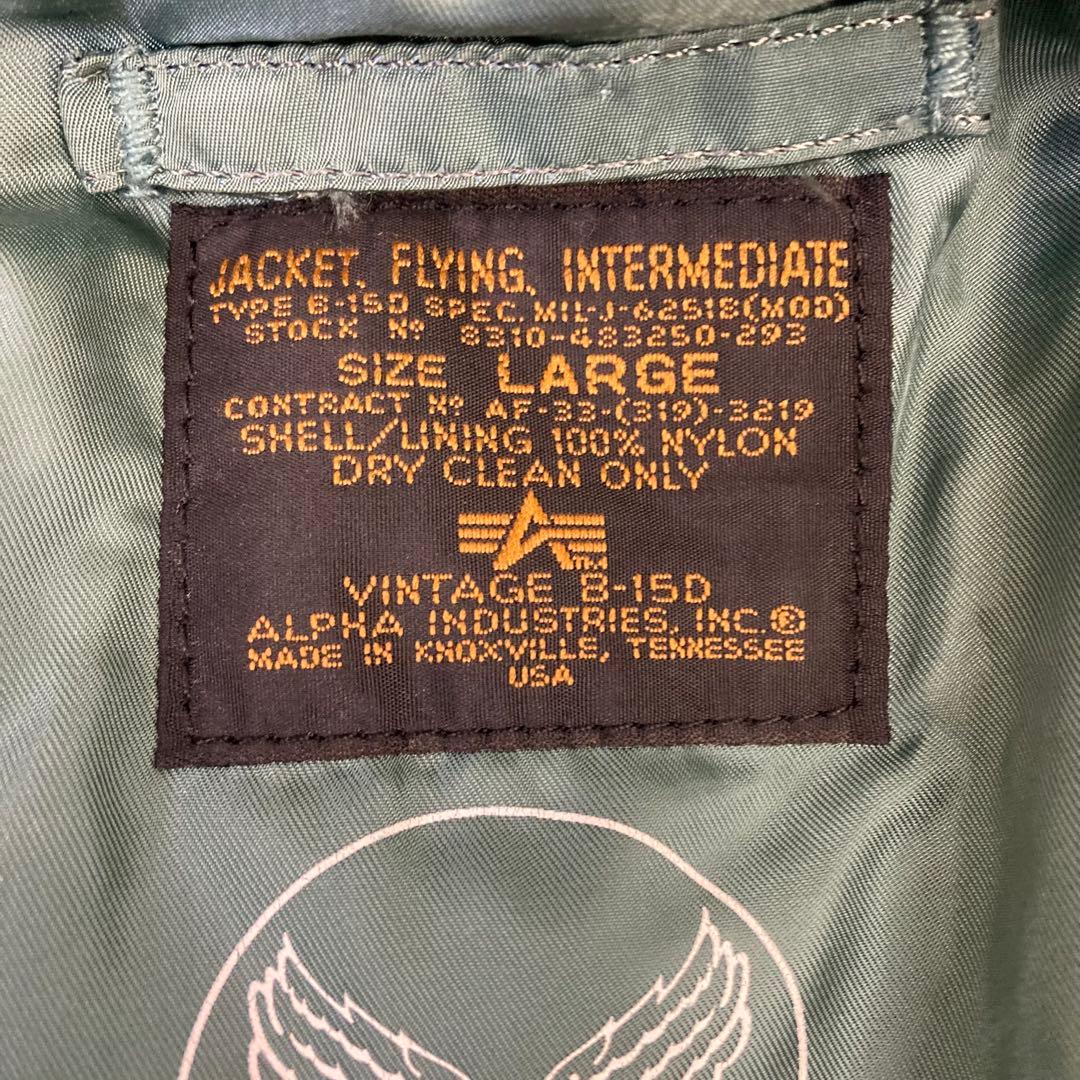 JACKET, FLYING, INTERMEDIATE
TYPE B-15D SPEC. MIL-J-6251B (MOD)
STOCK Nº 8310-483250-293
SIZE LARGE
CONTRACT Nº AF-33-(319)-3219
SHELL/LINING 100% NYLON
DRY CLEAN ONLY
A TM
VINTAGE B-15D
ALPHA INDUSTRIES, INC.®
MADE IN KNOXVILLE, TENNESSEE
USA